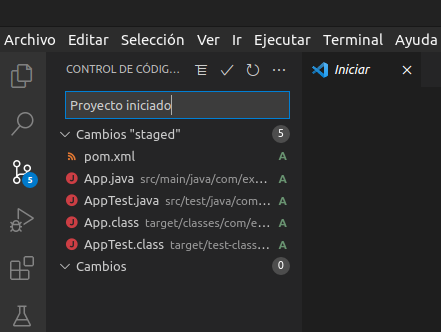 Archivo Editar Selección Ver Ir Ejecutar Terminal Ayuda
CONTROL DE CÓDIG...
Iniciar
Proyecto iniciado
Cambios "staged" 5
pom.xml A
App.java src/main/java/com/ex... A
5
AppTest.java src/test/java/com... A
App.class target/classes/com/e... A
AppTest.class target/test-class... A
Cambios 0